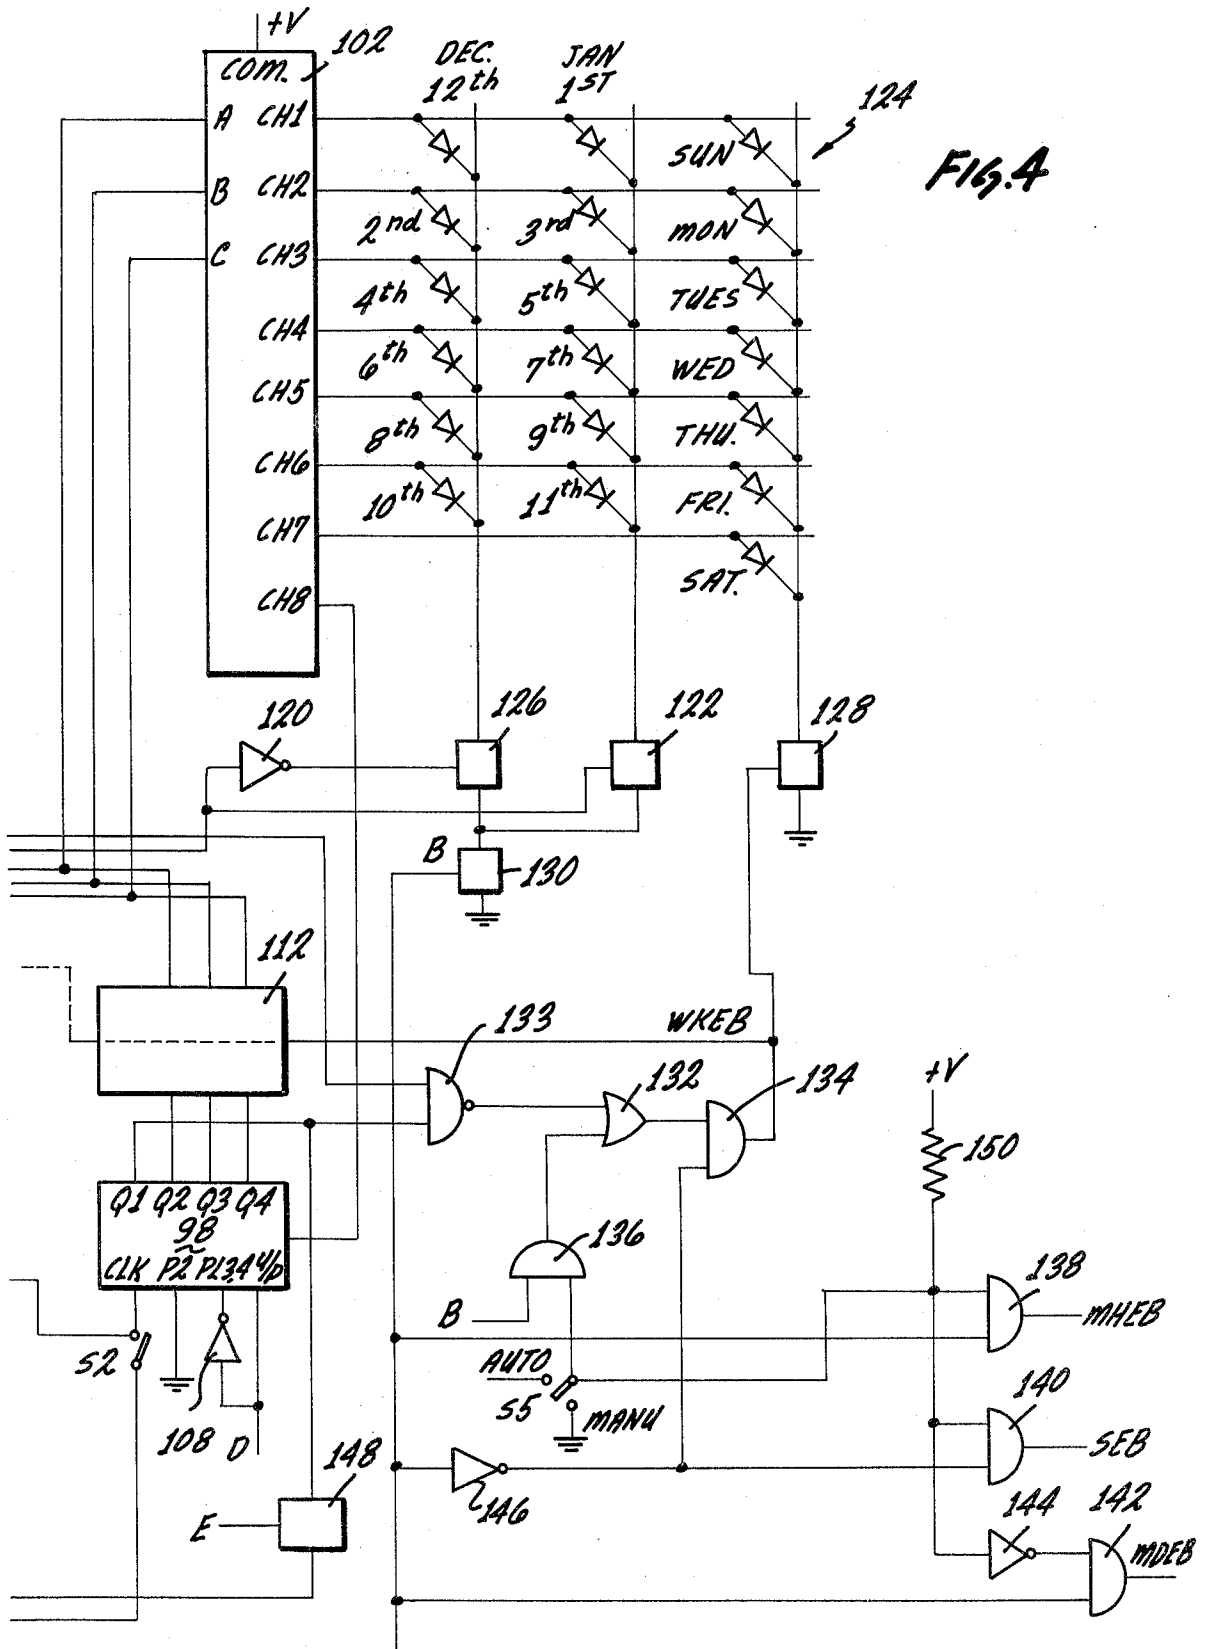 +V
102
COM.
DEC.
12th
JAN
1ST
124
FIG.4
A CH1
SUN
B CH2
2nd 3rd MON
C CH3
4th 5th TUES
CH4
6th 7th WED
CH5
8th 9th THU.
CH6
10th 11th FRI.
CH7
SAT.
CH8
120 126 122 128
B
130
112
133
WKEB
132
134
+V
150
Q1 Q2 Q3 Q4
98
CLK P2 P1,3,4 U/D
136
138
MHEB
B
S2
AUTO
S5
MANU
140
SEB
108
D
148
146
144
142
E
MDEB